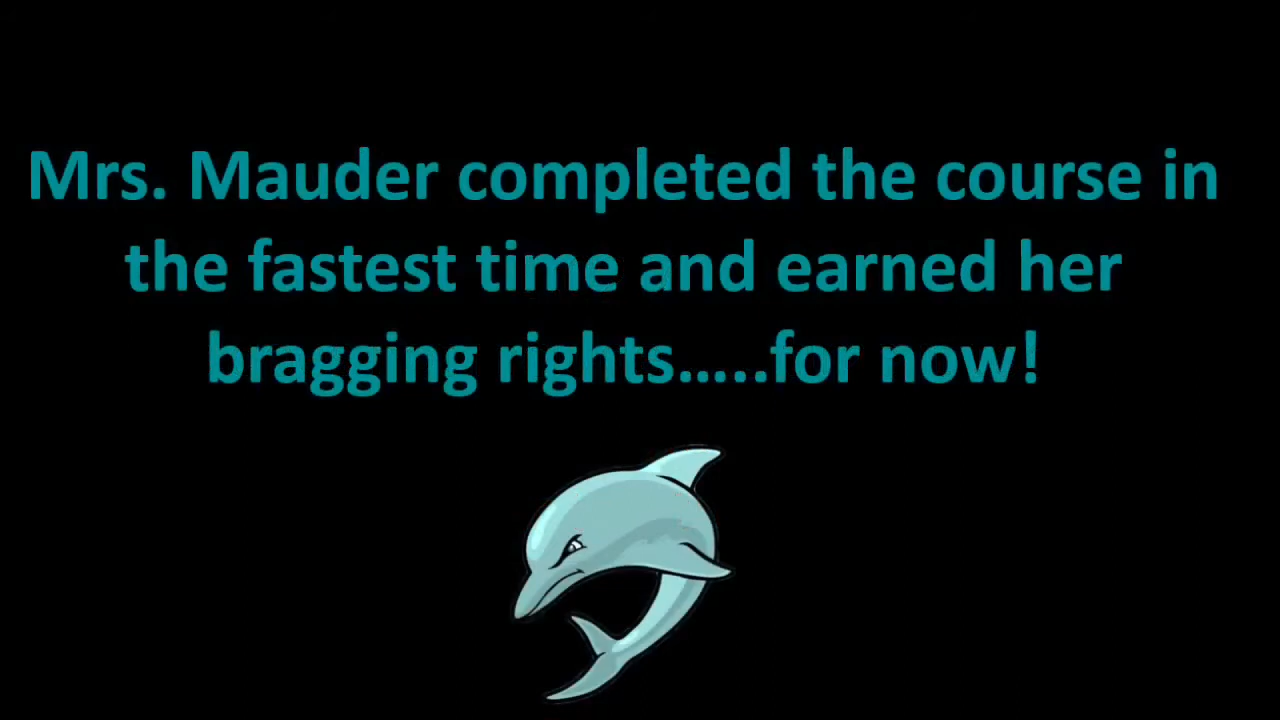 Mrs. Mauder completed the course in
the fastest time and earned her
bragging rights.....for now!